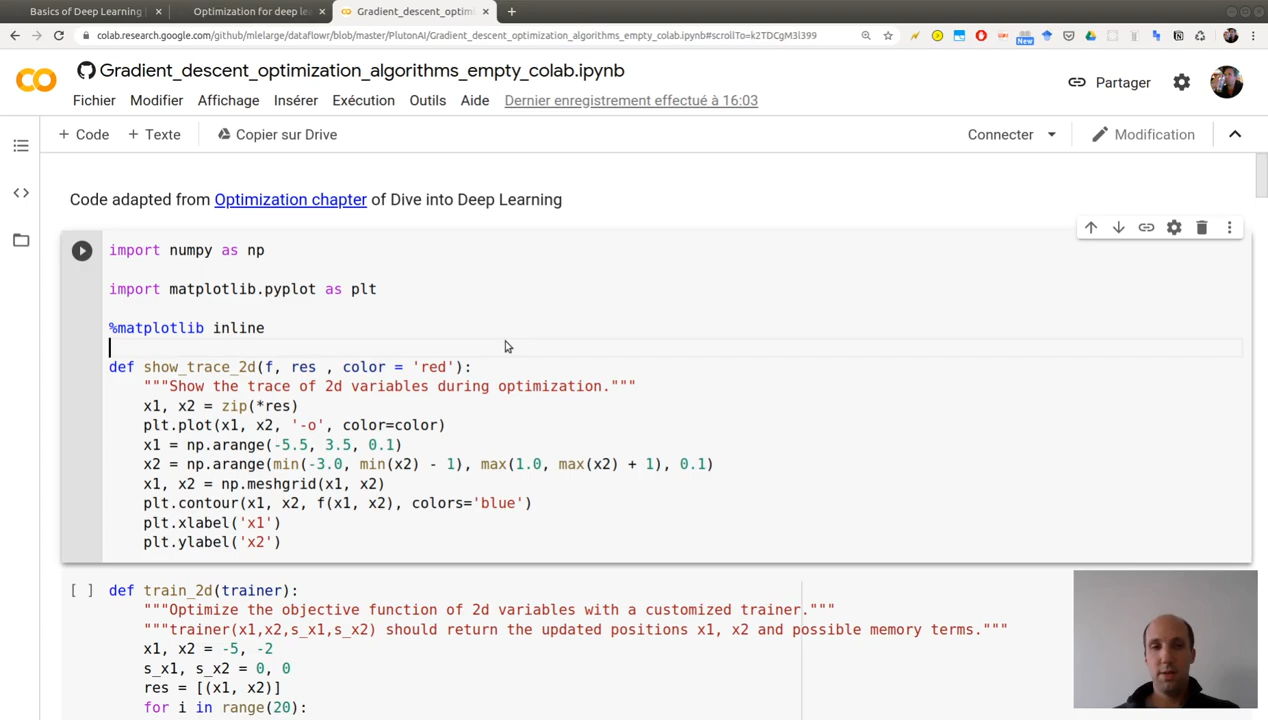 Basics of Deep Learning
Optimization for deep le
Gradient_descent_optimi
colab.research.google.com/github/mlelarge/dataflowr/blob/master/PlutonAI/Gradient_descent_optimization_algorithms_empty_colab.ipynb#scrollTo=k2TDCgM3l399
New
Gradient_descent_optimization_algorithms_empty_colab.ipynb
Partager
Fichier Modifier Affichage Insérer Exécution Outils Aide Dernier enregistrement effectué à 16:03
+ Code + Texte Copier sur Drive Connecter Modification
Code adapted from Optimization chapter of Dive into Deep Learning
import numpy as np
import matplotlib.pyplot as plt
%matplotlib inline
def show_trace_2d(f, res , color = 'red'):
"""Show the trace of 2d variables during optimization."""
x1, x2 = zip(*res)
plt.plot(x1, x2, '-o', color=color)
x1 = np.arange(-5.5, 3.5, 0.1)
x2 = np.arange(min(-3.0, min(x2) - 1), max(1.0, max(x2) + 1), 0.1)
x1, x2 = np.meshgrid(x1, x2)
plt.contour(x1, x2, f(x1, x2), colors='blue')
plt.xlabel('x1')
plt.ylabel('x2')
[ ] def train_2d(trainer):
"""Optimize the objective function of 2d variables with a customized trainer."""
"""trainer(x1,x2,s_x1,s_x2) should return the updated positions x1, x2 and possible memory terms."""
x1, x2 = -5, -2
s_x1, s_x2 = 0, 0
res = [(x1, x2)]
for i in range(20):